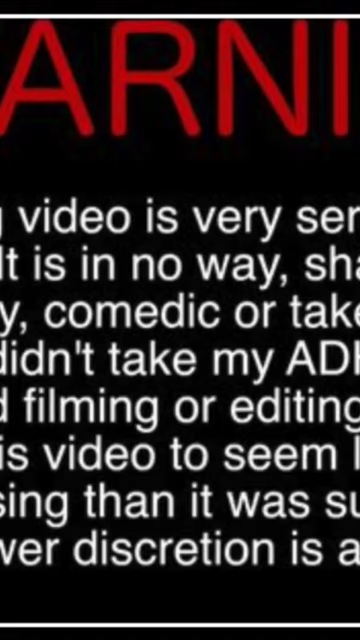 ARNI
video is very ser
It is in no way, sha
y, comedic or take
didn't take my ADH
filming or editing
is video to seem l
sing than it was su
wer discretion is a